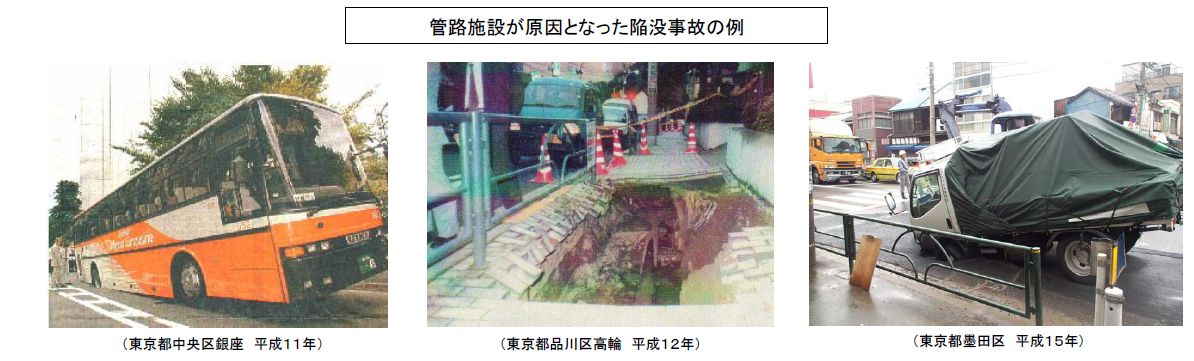 管路施設が原因となった陥没事故の例
（東京都中央区銀座　平成１１年）
（東京都品川区高輪　平成１２年）
（東京都墨田区　平成１５年）